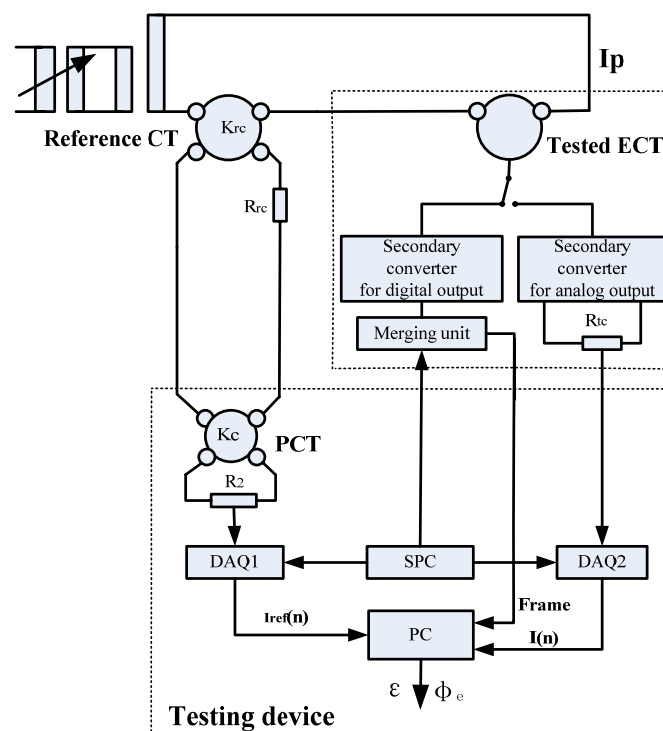 Ip
Krc
Reference CT
Tested ECT
Rrc
Secondary
converter
for digital output
Secondary
converter
for analog output
Merging unit
Rtc
Kc
PCT
R2
DAQ1
SPC
DAQ2
Iref(n)
PC
Frame
I(n)
ε ϕe
Testing device